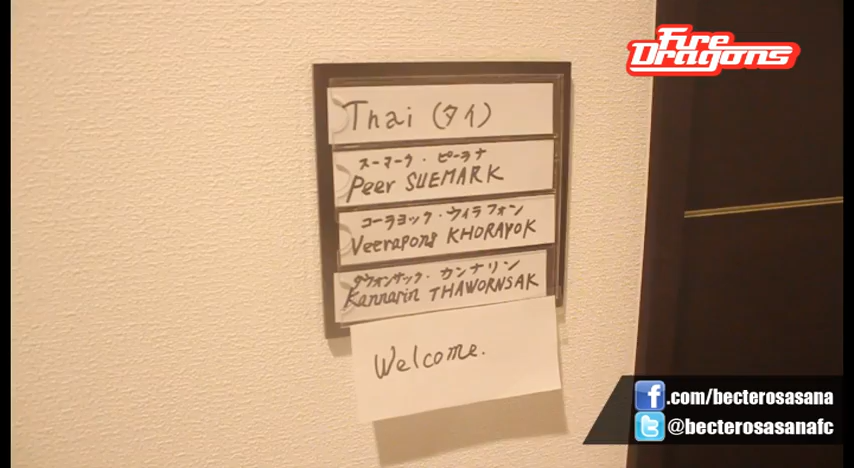 Fire
Dragons
Thai (タイ)
スーマーク・ピーラナ
Peer SUEMARK
コーラヨック・ウィラフォン
Veerapong KHORAYOK
ダウォンサック・カンナリン
Kannarin THAWORNSAK
Welcome.
f.com/becterosasana
@becterosasanafc